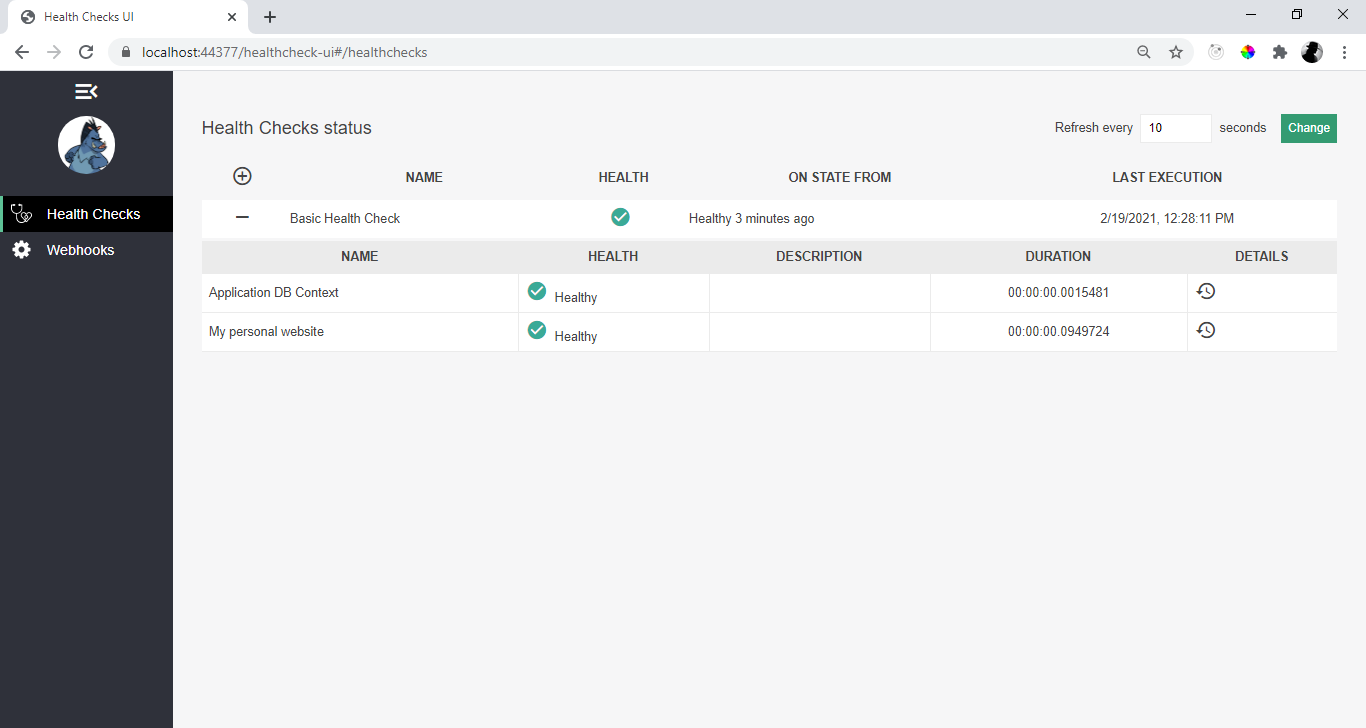 Health Checks UI
localhost:44377/healthcheck-ui#/healthchecks
Health Checks
Webhooks
Health Checks status
Refresh every 10 seconds Change
NAME HEALTH ON STATE FROM LAST EXECUTION
Basic Health Check Healthy 3 minutes ago 2/19/2021, 12:28:11 PM
NAME HEALTH DESCRIPTION DURATION DETAILS
Application DB Context Healthy 00:00:00.0015481
My personal website Healthy 00:00:00.0949724